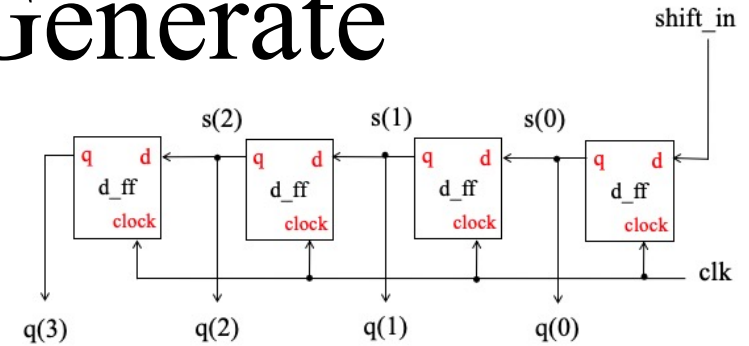 Generate
shift_in
s(2) s(1) s(0)
q d q d q d q d
d_ff d_ff d_ff d_ff
clock clock clock clock
clk
q(3) q(2) q(1) q(0)